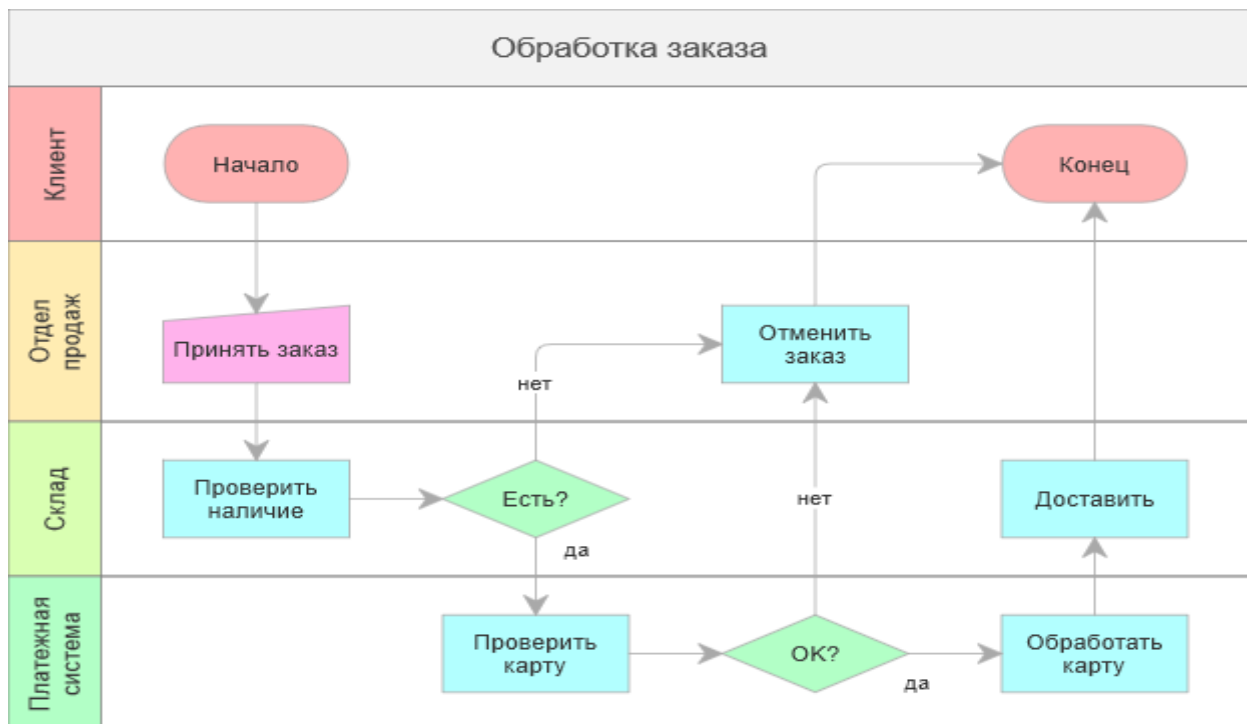 Обработка заказа
Клиент
Начало
Конец
Отдел
продаж
Принять заказ
Отменить
заказ
нет
Склад
Проверить
наличие
Есть?
да
нет
Доставить
Платежная
система
Проверить
карту
OK?
да
Обработать
карту